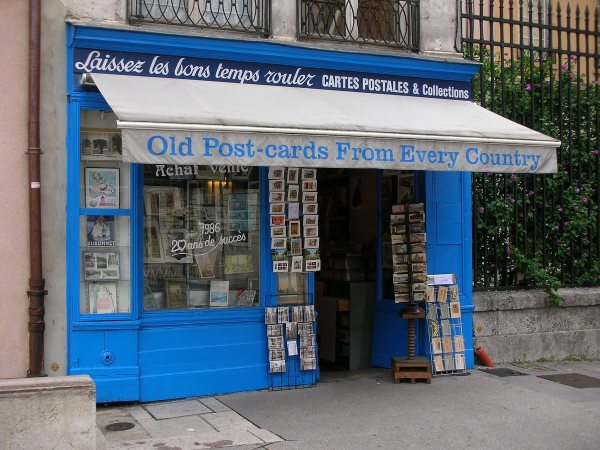 Laissez les bons temps rouler CARTES POSTALES & Collections
Old Post-cards From Every Country
Achat Vente
1986
20 ans de succès
DUBONNET